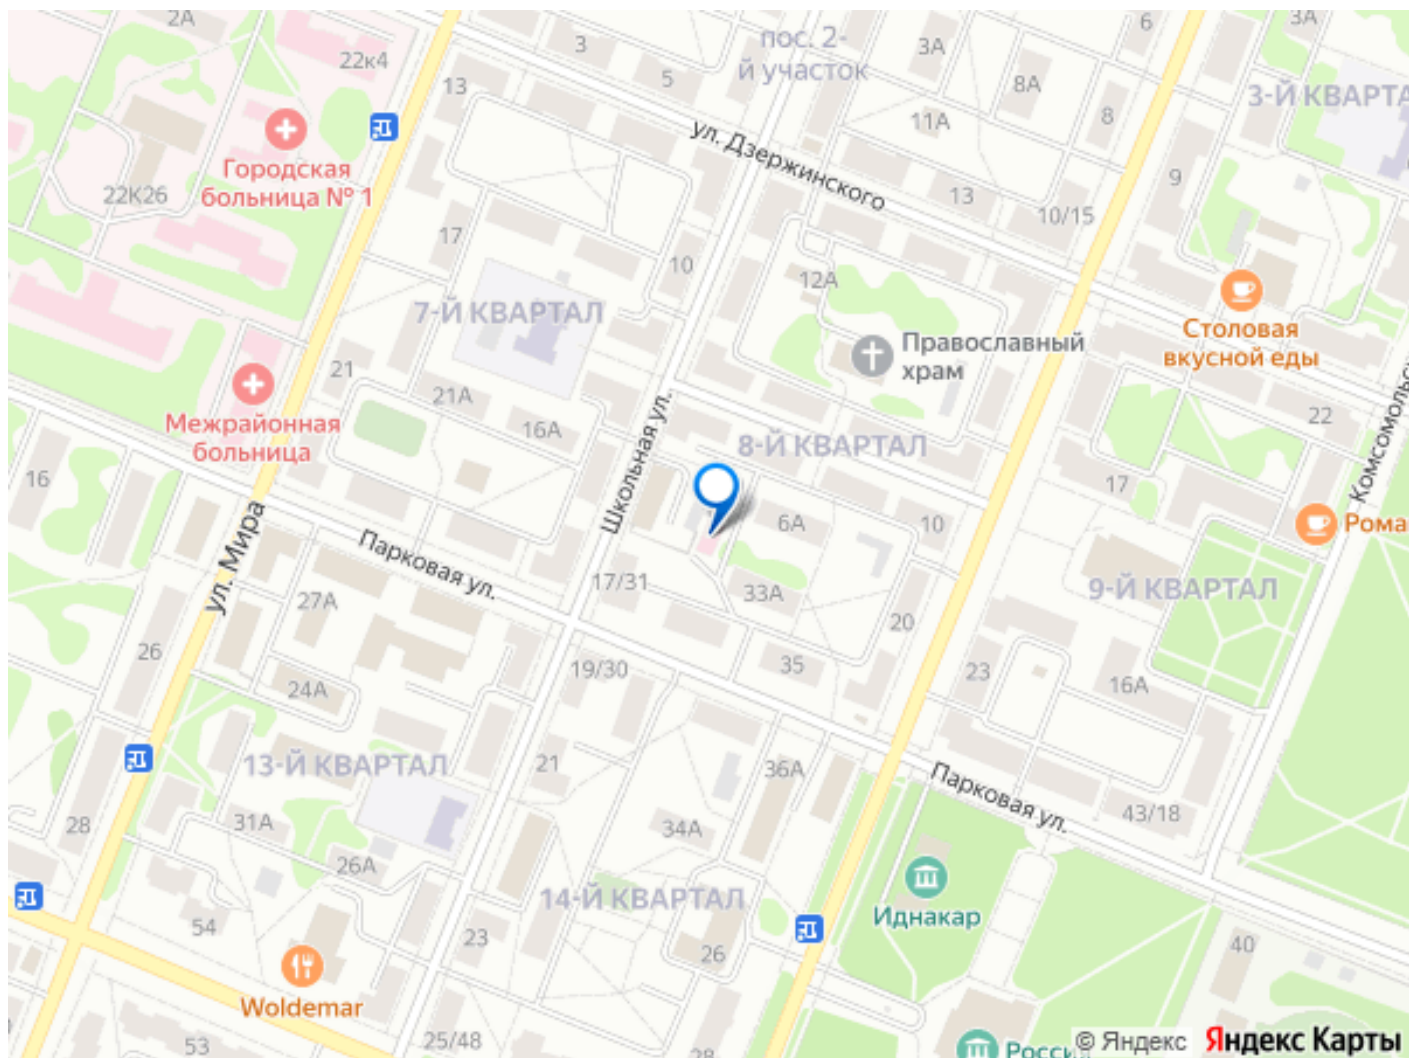 2А
22к4
3
5
пос. 2-
й участок
3А
6
3А
13
8А
8
3-Й КВАРТА
11А
ул. Дзержинского
Городская
больница № 1
22К26
9
13
10/15
17
10
12А
7-Й КВАРТАЛ
Православный
храм
Столовая
вкусной еды
21
21А
16А
Школьная ул.
Межрайонная
больница
8-Й КВАРТАЛ
22
Комсомольс
16
17
6А
10
Рома
ул. Мира
Парковая ул.
17/31
33А
9-Й КВАРТАЛ
27А
20
26
19/30
35
23
16А
24А
13-Й КВАРТАЛ
21
36А
Парковая ул.
43/18
28
31А
34А
26А
14-Й КВАРТАЛ
Иднакар
54
23
26
40
Woldemar
53
25/48
28
Россия
© Яндекс Яндекс Карты